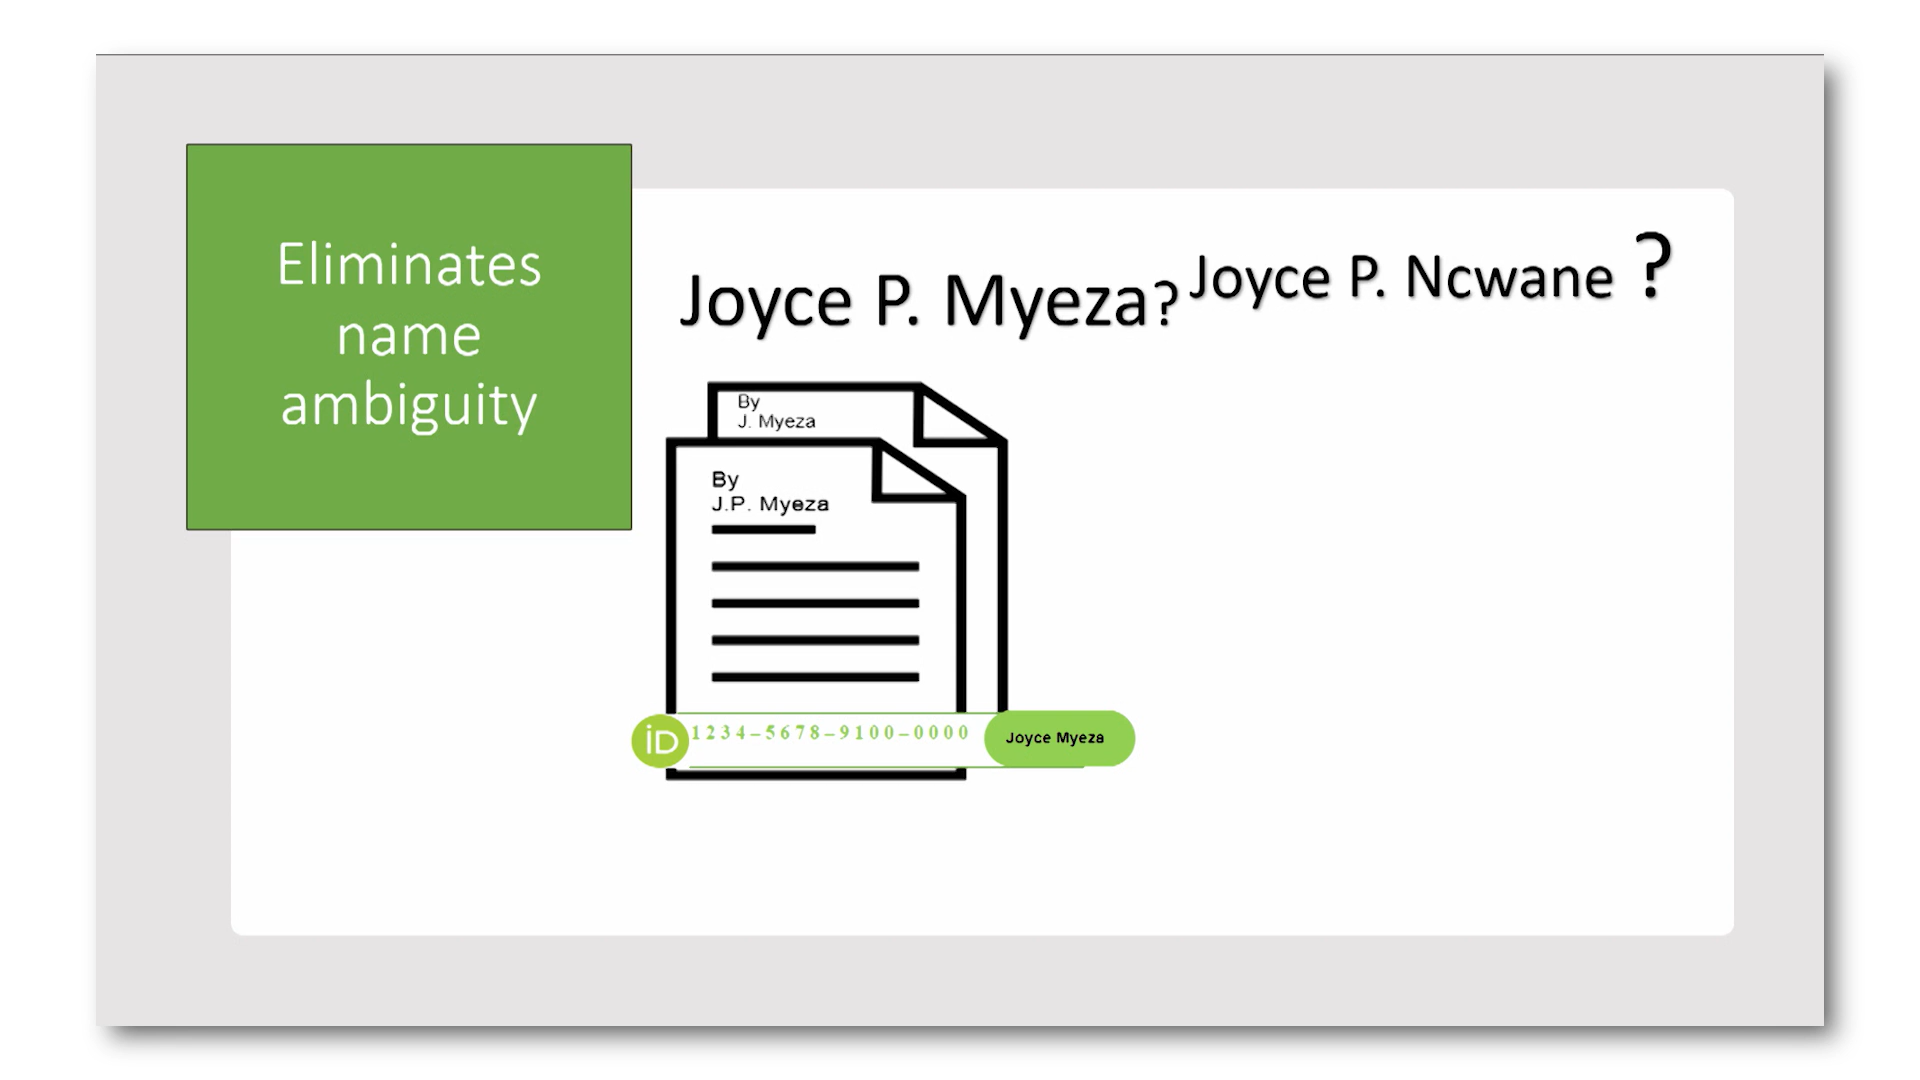 Eliminates
name
ambiguity
Joyce P. Myeza?
Joyce P. Ncwane ?
By
J. Myeza
By
J.P. Myeza
iD
1234-5678-9100-0000
Joyce Myeza